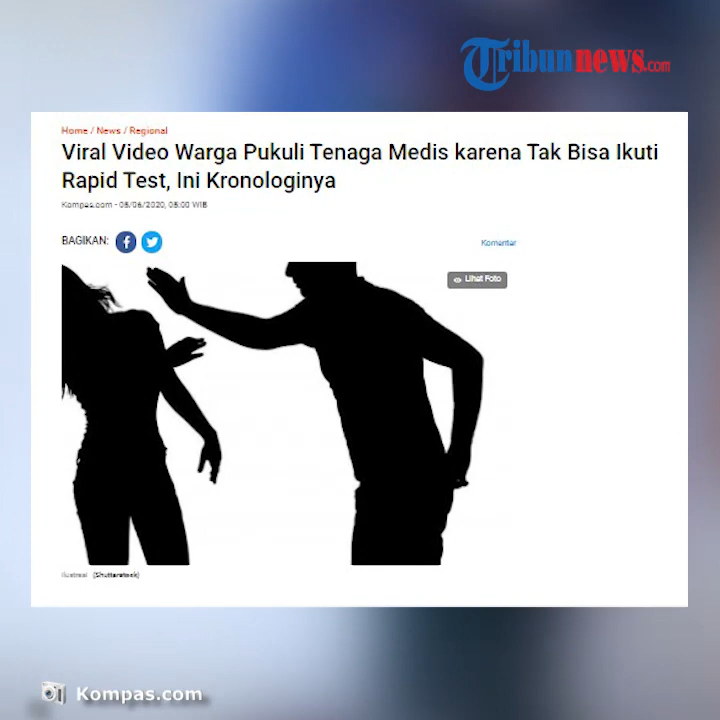 Tribunnews.com
Home / News / Regional
Viral Video Warga Pukuli Tenaga Medis karena Tak Bisa Ikuti
Rapid Test, Ini Kronologinya
Kompas.com - 08/06/2020, 08:00 WIB
BAGIKAN:
Komentar
Lihat Foto
Ilustrasi (Shutterstock)
Kompas.com